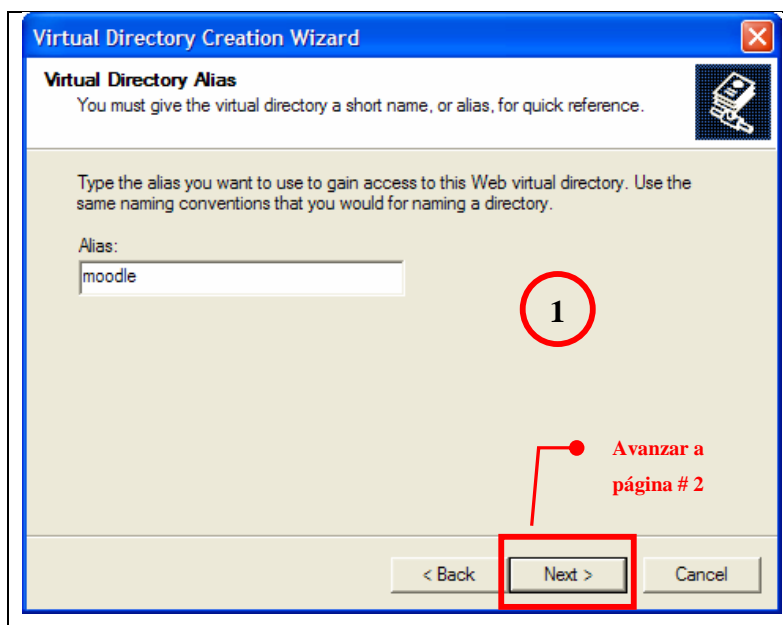 Virtual Directory Creation Wizard
Virtual Directory Alias
You must give the virtual directory a short name, or alias, for quick reference.
Type the alias you want to use to gain access to this Web virtual directory. Use the
same naming conventions that you would for naming a directory.
Alias:
moodle
1
Avanzar a
página # 2
< Back
Next >
Cancel